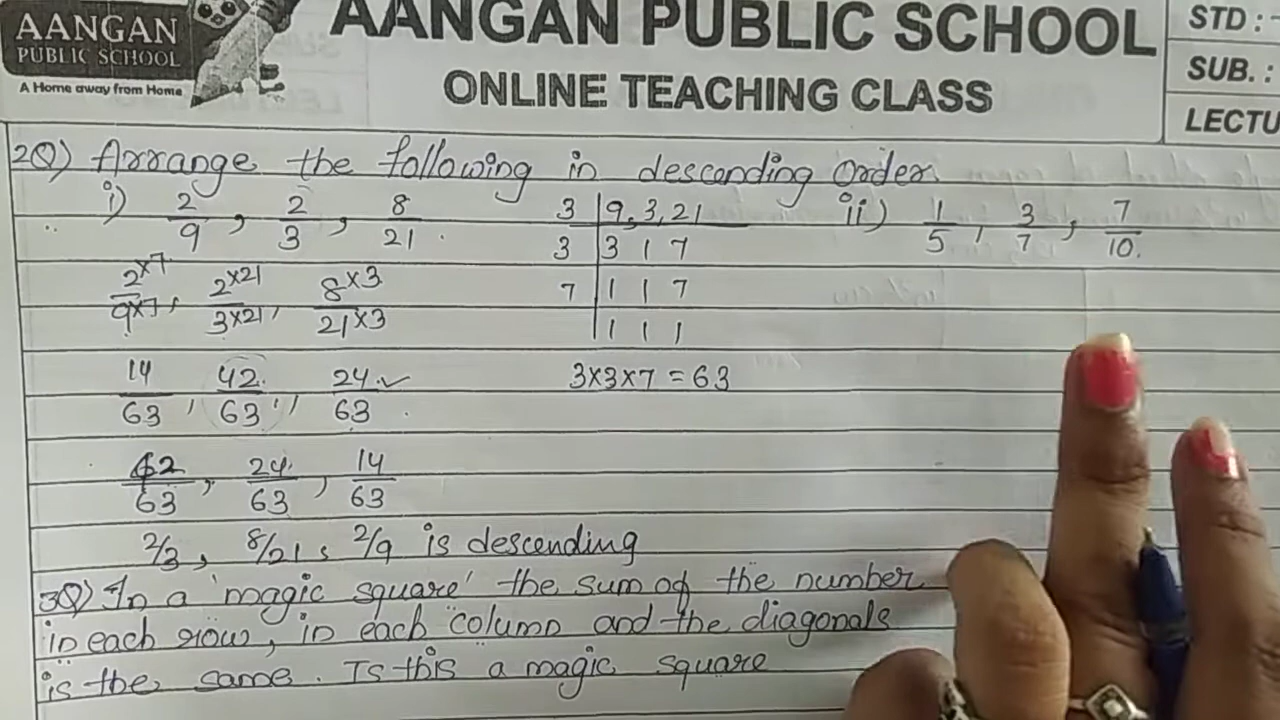 AANGAN
PUBLIC SCHOOL
A Home away from Home
AANGAN PUBLIC SCHOOL
ONLINE TEACHING CLASS
STD :
SUB. :
LECTU
2Q) Arrange the following in descending Order.
i) 2/9, 2/3, 8/21.
3 | 9, 3, 21
3 | 3 1 7
7 | 1 1 7
| 1 1 1
3×3×7 = 63
ii) 1/5, 3/7, 7/10.
2×7/9×7, 2×21/3×21, 8×3/21×3
14/63, 42/63, 24/63
42/63, 24/63, 14/63
2/3, 8/21, 2/9 is descending
3Q) In a 'magic square' the sum of the number
in each row, in each column and the diagonals
is the same. Is this a magic square